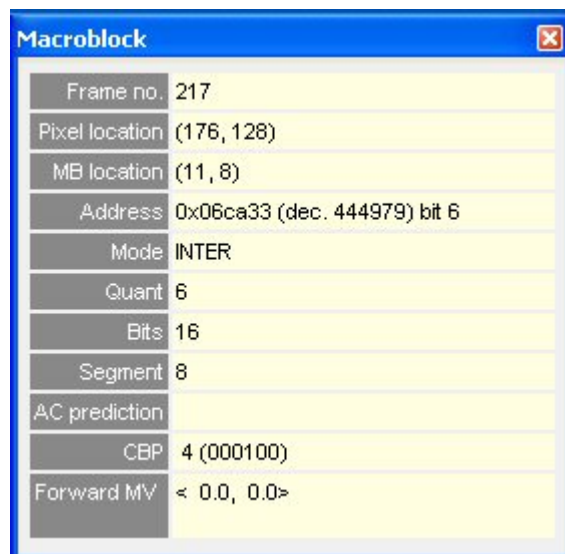 Macroblock
Frame no. 217
Pixel location (176, 128)
MB location (11, 8)
Address 0x06ca33 (dec. 444979) bit 6
Mode INTER
Quant 6
Bits 16
Segment 8
AC prediction
CBP 4 (000100)
Forward MV < 0.0, 0.0>